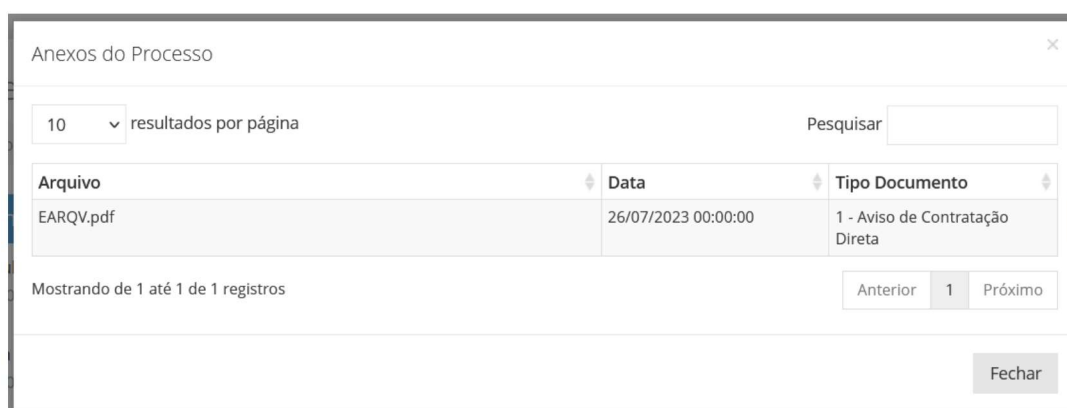 Anexos do Processo
10 resultados por página Pesquisar
Arquivo Data Tipo Documento
EARQV.pdf 26/07/2023 00:00:00 1 - Aviso de Contratação
Direta
Mostrando de 1 até 1 de 1 registros Anterior 1 Próximo
Fechar